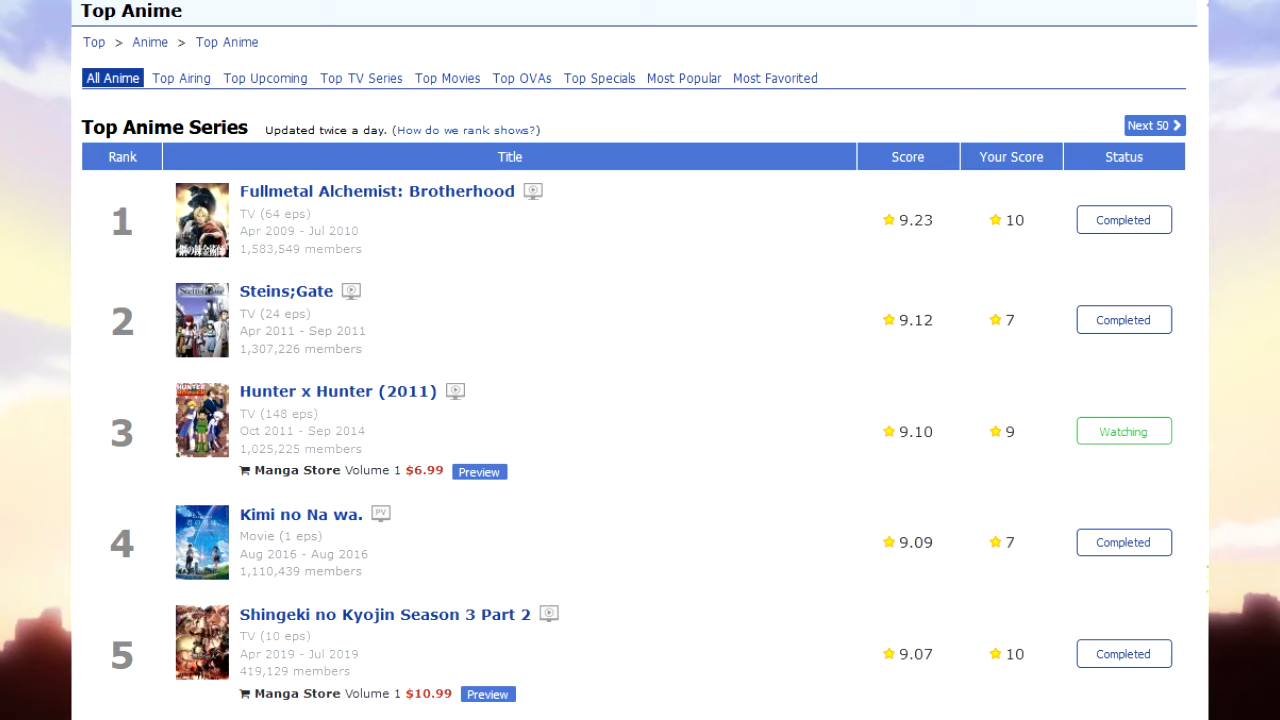 Top Anime
Top > Anime > Top Anime
All Anime Top Airing Top Upcoming Top TV Series Top Movies Top OVAs Top Specials Most Popular Most Favorited
Top Anime Series Updated twice a day. (How do we rank shows?) Next 50
Rank Title Score Your Score Status
1 Fullmetal Alchemist: Brotherhood
TV (64 eps)
Apr 2009 - Jul 2010
1,583,549 members
9.23 10 Completed
2 Steins;Gate
TV (24 eps)
Apr 2011 - Sep 2011
1,307,226 members
9.12 7 Completed
3 Hunter x Hunter (2011)
TV (148 eps)
Oct 2011 - Sep 2014
1,025,225 members
Manga Store Volume 1 $6.99 Preview
9.10 9 Watching
4 Kimi no Na wa. PV
Movie (1 eps)
Aug 2016 - Aug 2016
1,110,439 members
9.09 7 Completed
5 Shingeki no Kyojin Season 3 Part 2
TV (10 eps)
Apr 2019 - Jul 2019
419,129 members
Manga Store Volume 1 $10.99 Preview
9.07 10 Completed